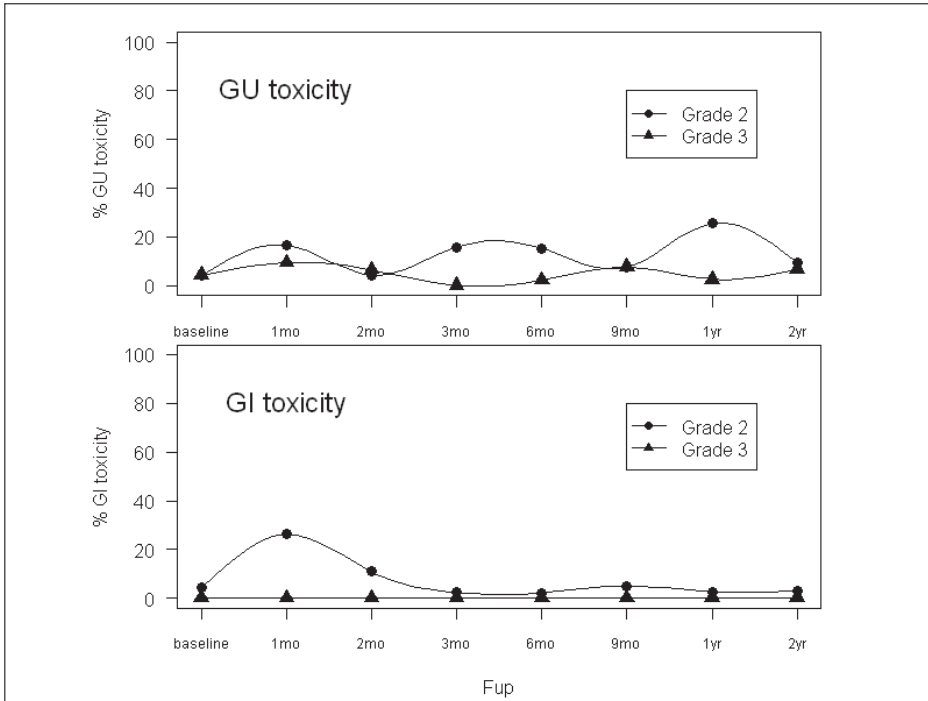 100
80
60
40
20
0
% GU toxicity
GU toxicity
Grade 2
Grade 3
baseline 1mo 2mo 3mo 6mo 9mo 1yr 2yr
100
80
60
40
20
0
% GI toxicity
GI toxicity
Grade 2
Grade 3
baseline 1mo 2mo 3mo 6mo 9mo 1yr 2yr
Fup